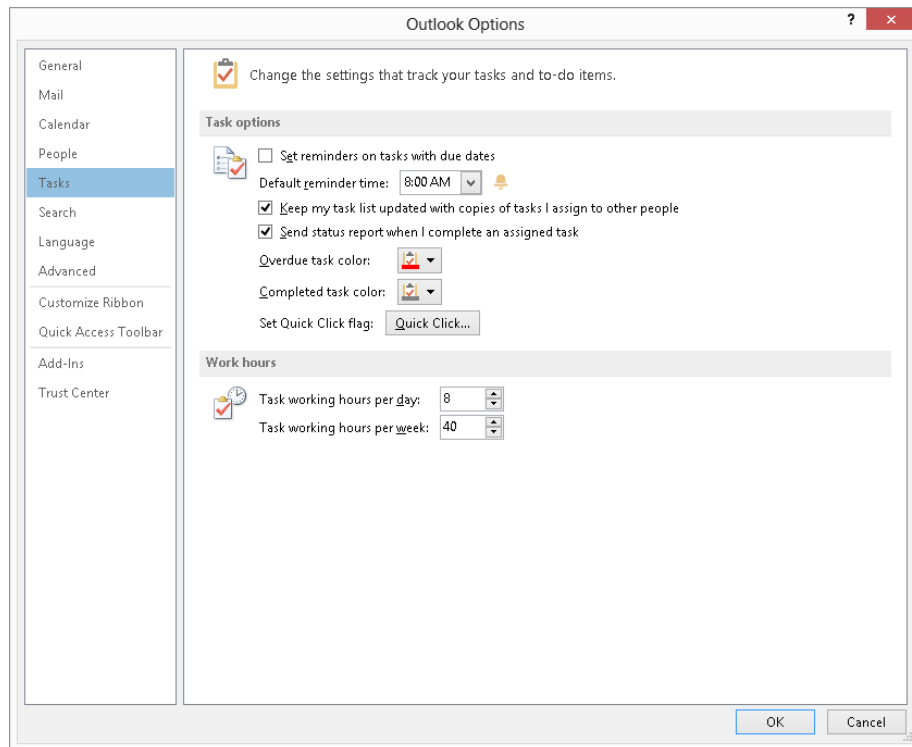 Outlook Options
?
General
Mail
Calendar
People
Tasks
Search
Language
Advanced
Customize Ribbon
Quick Access Toolbar
Add-Ins
Trust Center
Change the settings that track your tasks and to-do items.
Task options
Set reminders on tasks with due dates
Default reminder time: 8:00 AM
Keep my task list updated with copies of tasks I assign to other people
Send status report when I complete an assigned task
Overdue task color:
Completed task color:
Set Quick Click flag: Quick Click...
Work hours
Task working hours per day: 8
Task working hours per week: 40
OK Cancel